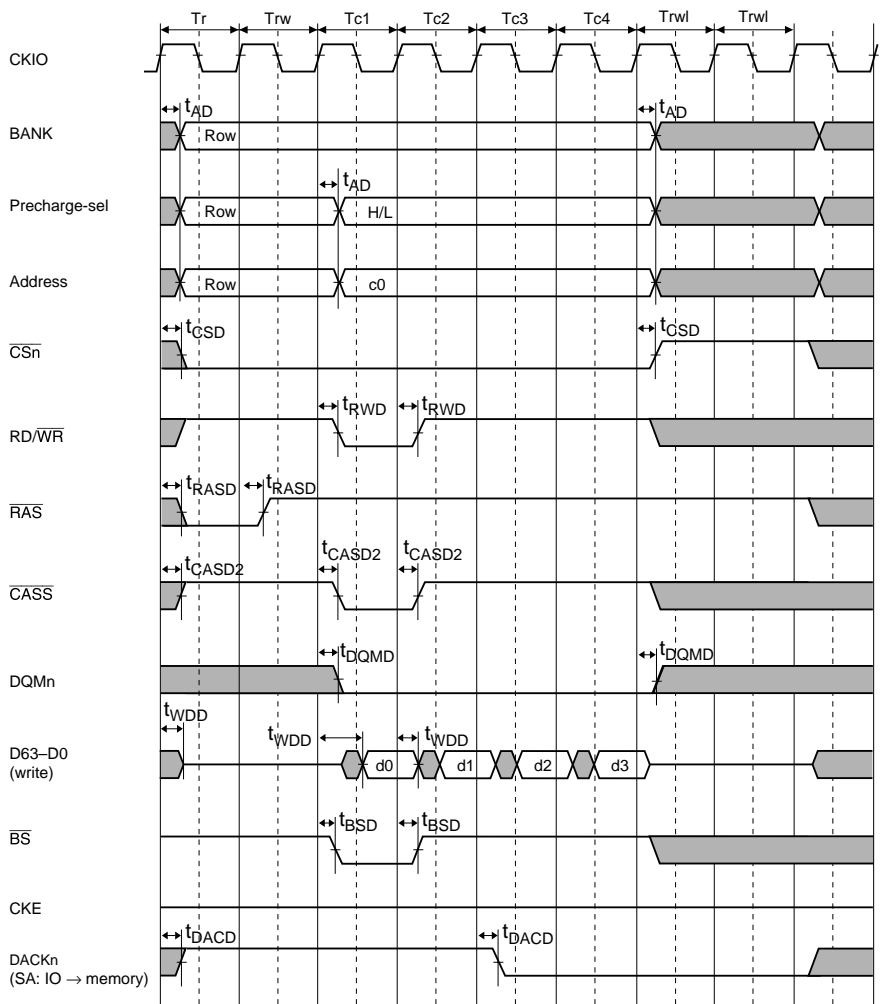 Tr Trw Tc1 Tc2 Tc3 Tc4 Trwl Trwl
CKIO
tAD tAD
BANK Row
tAD
Precharge-sel Row H/L
Address Row c0
tCSD tCSD
CSn
tRWD tRWD
RD/WR
tRASD tRASD
RAS
tCASD2 tCASD2 tCASD2
CASS
tDQMD tDQMD
DQMn
tWDD tWDD tWDD
D63–D0 d0 d1 d2 d3
(write)
tBSD tBSD
BS
CKE
tDACD tDACD
DACKn
(SA: IO → memory)